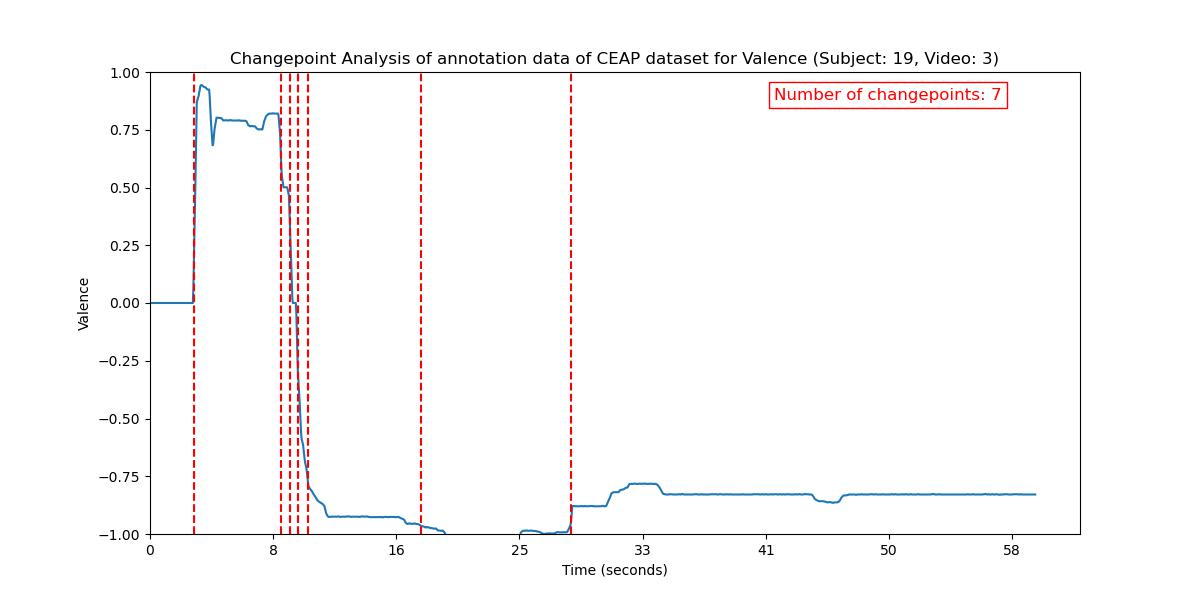 Changepoint Analysis of annotation data of CEAP dataset for Valence (Subject: 19, Video: 3)
Number of changepoints: 7
Valence
1.00
0.75
0.50
0.25
0.00
−0.25
−0.50
−0.75
−1.00
0 8 16 25 33 41 50 58
Time (seconds)